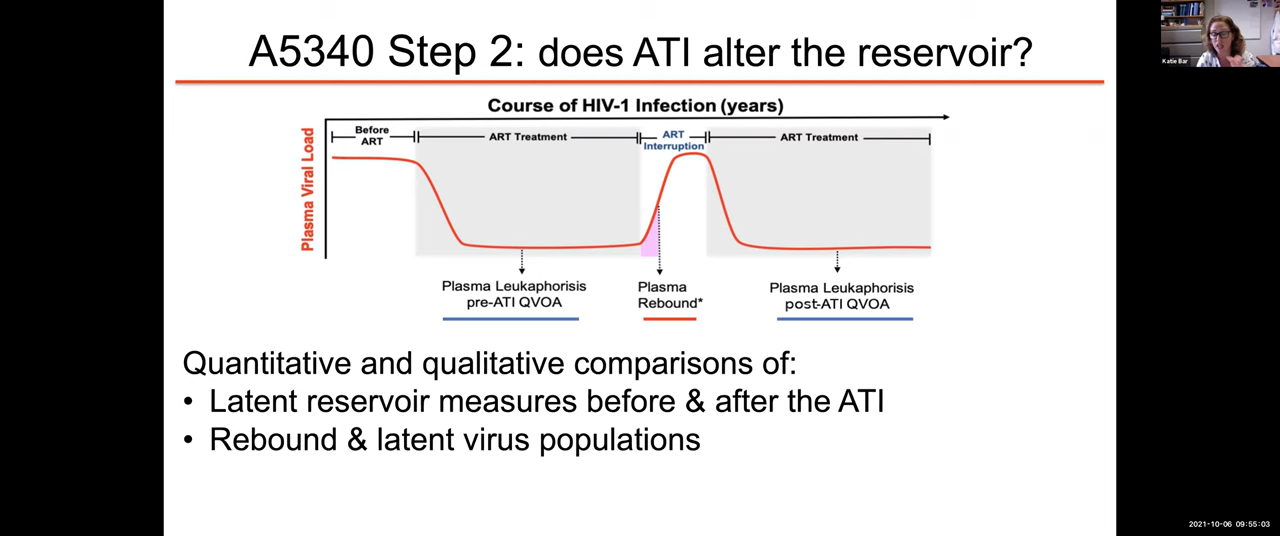 A5340 Step 2: does ATI alter the reservoir?
Katie Bar
Course of HIV-1 Infection (years)
Plasma Viral Load
Before
ART
ART Treatment
ART
Interruption
ART Treatment
Plasma Leukaphorisis
pre-ATI QVOA
Plasma
Rebound*
Plasma Leukaphorisis
post-ATI QVOA
Quantitative and qualitative comparisons of:
• Latent reservoir measures before & after the ATI
• Rebound & latent virus populations
2021-10-06 09:55:03